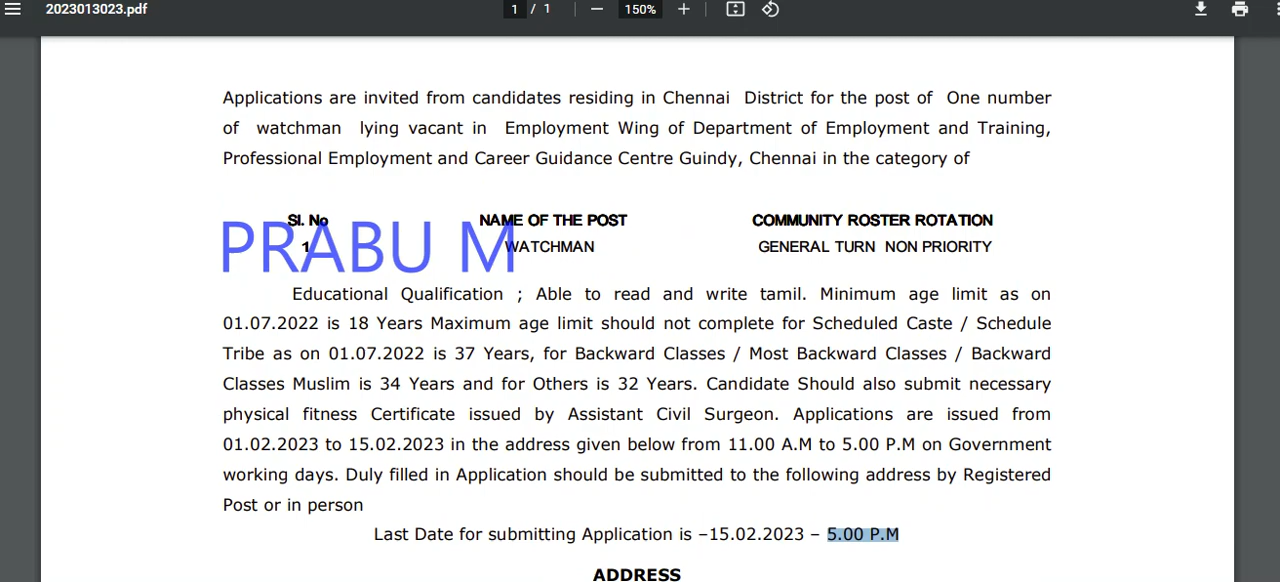 2023013023.pdf
1 / 1
150%
Applications are invited from candidates residing in Chennai District for the post of One number
of watchman lying vacant in Employment Wing of Department of Employment and Training,
Professional Employment and Career Guidance Centre Guindy, Chennai in the category of
Sl. No NAME OF THE POST COMMUNITY ROSTER ROTATION
1 WATCHMAN GENERAL TURN NON PRIORITY
PRABU M
Educational Qualification ; Able to read and write tamil. Minimum age limit as on
01.07.2022 is 18 Years Maximum age limit should not complete for Scheduled Caste / Schedule
Tribe as on 01.07.2022 is 37 Years, for Backward Classes / Most Backward Classes / Backward
Classes Muslim is 34 Years and for Others is 32 Years. Candidate Should also submit necessary
physical fitness Certificate issued by Assistant Civil Surgeon. Applications are issued from
01.02.2023 to 15.02.2023 in the address given below from 11.00 A.M to 5.00 P.M on Government
working days. Duly filled in Application should be submitted to the following address by Registered
Post or in person
Last Date for submitting Application is –15.02.2023 – 5.00 P.M
ADDRESS